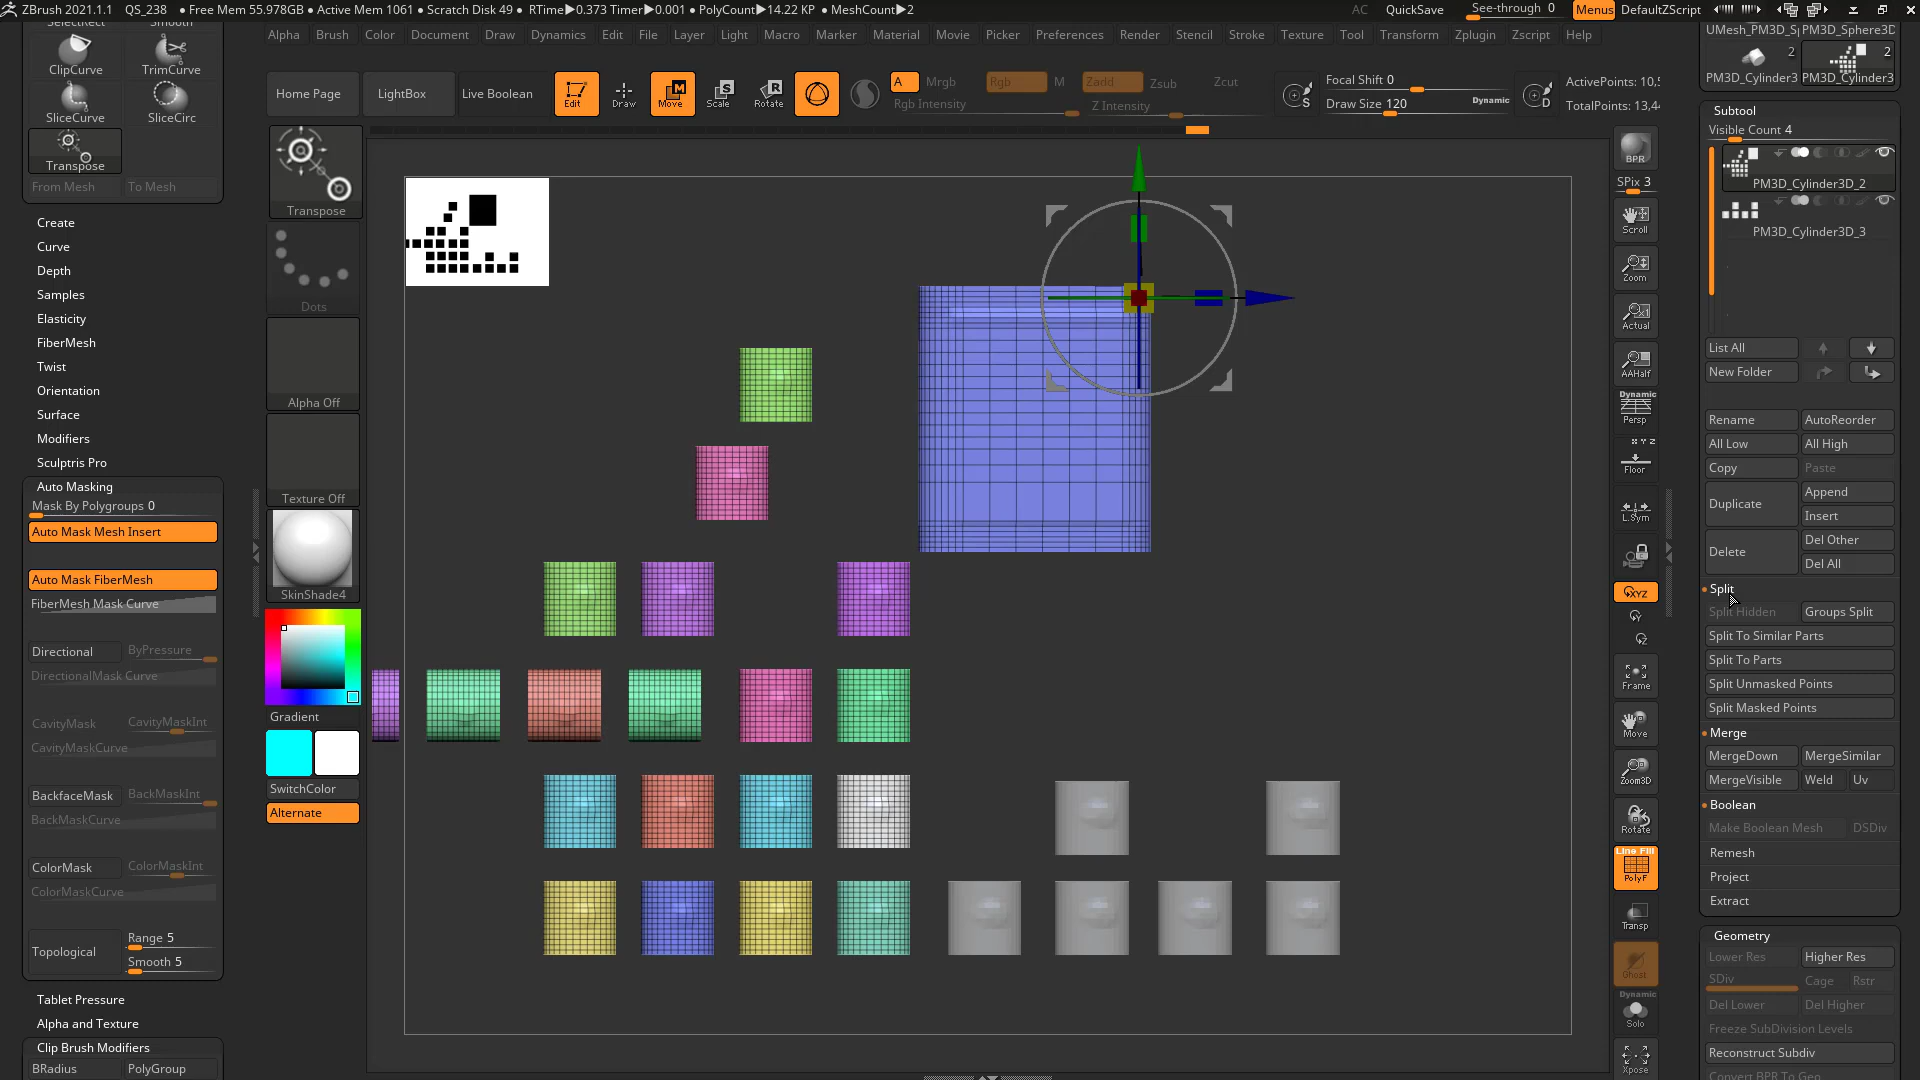 ZBrush 2021.1.1 QS_238 ● Free Mem 55.978GB ● Active Mem 1061 ● Scratch Disk 49 ● RTime▶0.373 Timer▶0.001 ● PolyCount▶14.22 KP ● MeshCount▶2
AC QuickSave See-through 0 Menus DefaultZScript
Alpha Brush Color Document Draw Dynamics Edit File Layer Light Macro Marker Material Movie Picker Preferences Render Stencil Stroke Texture Tool Transform Zplugin Zscript Help
ClipCurve TrimCurve
SliceCurve SliceCirc
Transpose
From Mesh To Mesh
Create
Curve
Depth
Samples
Elasticity
FiberMesh
Twist
Orientation
Surface
Modifiers
Sculptris Pro
Auto Masking
Mask By Polygroups 0
Auto Mask Mesh Insert
Auto Mask FiberMesh
FiberMesh Mask Curve
Directional ByPressure
DirectionalMask Curve
CavityMask CavityMaskInt
CavityMaskCurve
BackfaceMask BackMaskInt
BackMaskCurve
ColorMask ColorMaskInt
ColorMaskCurve
Topological Range 5
Smooth 5
Tablet Pressure
Alpha and Texture
Clip Brush Modifiers
BRadius PolyGroup
Home Page LightBox Live Boolean
Edit Draw Move Scale Rotate
A Mrgb Rgb M Zadd Zsub Zcut
Rgb Intensity Z Intensity
S Focal Shift 0
Draw Size 120 Dynamic
D ActivePoints: 10,5
TotalPoints: 13,4
Transpose
Dots
Alpha Off
Texture Off
SkinShade4
Gradient
SwitchColor
Alternate
BPR
SPix 3
Scroll
Zoom
Actual
AAHalf
Dynamic
Persp
X Y Z
Floor
L.Sym
XYZ
Y
Z
Frame
Move
Zoom3D
Rotate
Line Fill
PolyF
Transp
Ghost
Dynamic
Solo
Xpose
UMesh_PM3D_S PM3D_Sphere3D
2 2
PM3D_Cylinder3 PM3D_Cylinder3
Subtool
Visible Count 4
PM3D_Cylinder3D_2
PM3D_Cylinder3D_3
List All
New Folder
Rename AutoReorder
All Low All High
Copy Paste
Duplicate Append
Insert
Delete Del Other
Del All
Split
Split Hidden Groups Split
Split To Similar Parts
Split To Parts
Split Unmasked Points
Split Masked Points
Merge
MergeDown MergeSimilar
MergeVisible Weld Uv
Boolean
Make Boolean Mesh DSDiv
Remesh
Project
Extract
Geometry
Lower Res Higher Res
SDiv Cage Rstr
Del Lower Del Higher
Freeze SubDivision Levels
Reconstruct Subdiv
Convert BPR To Geo